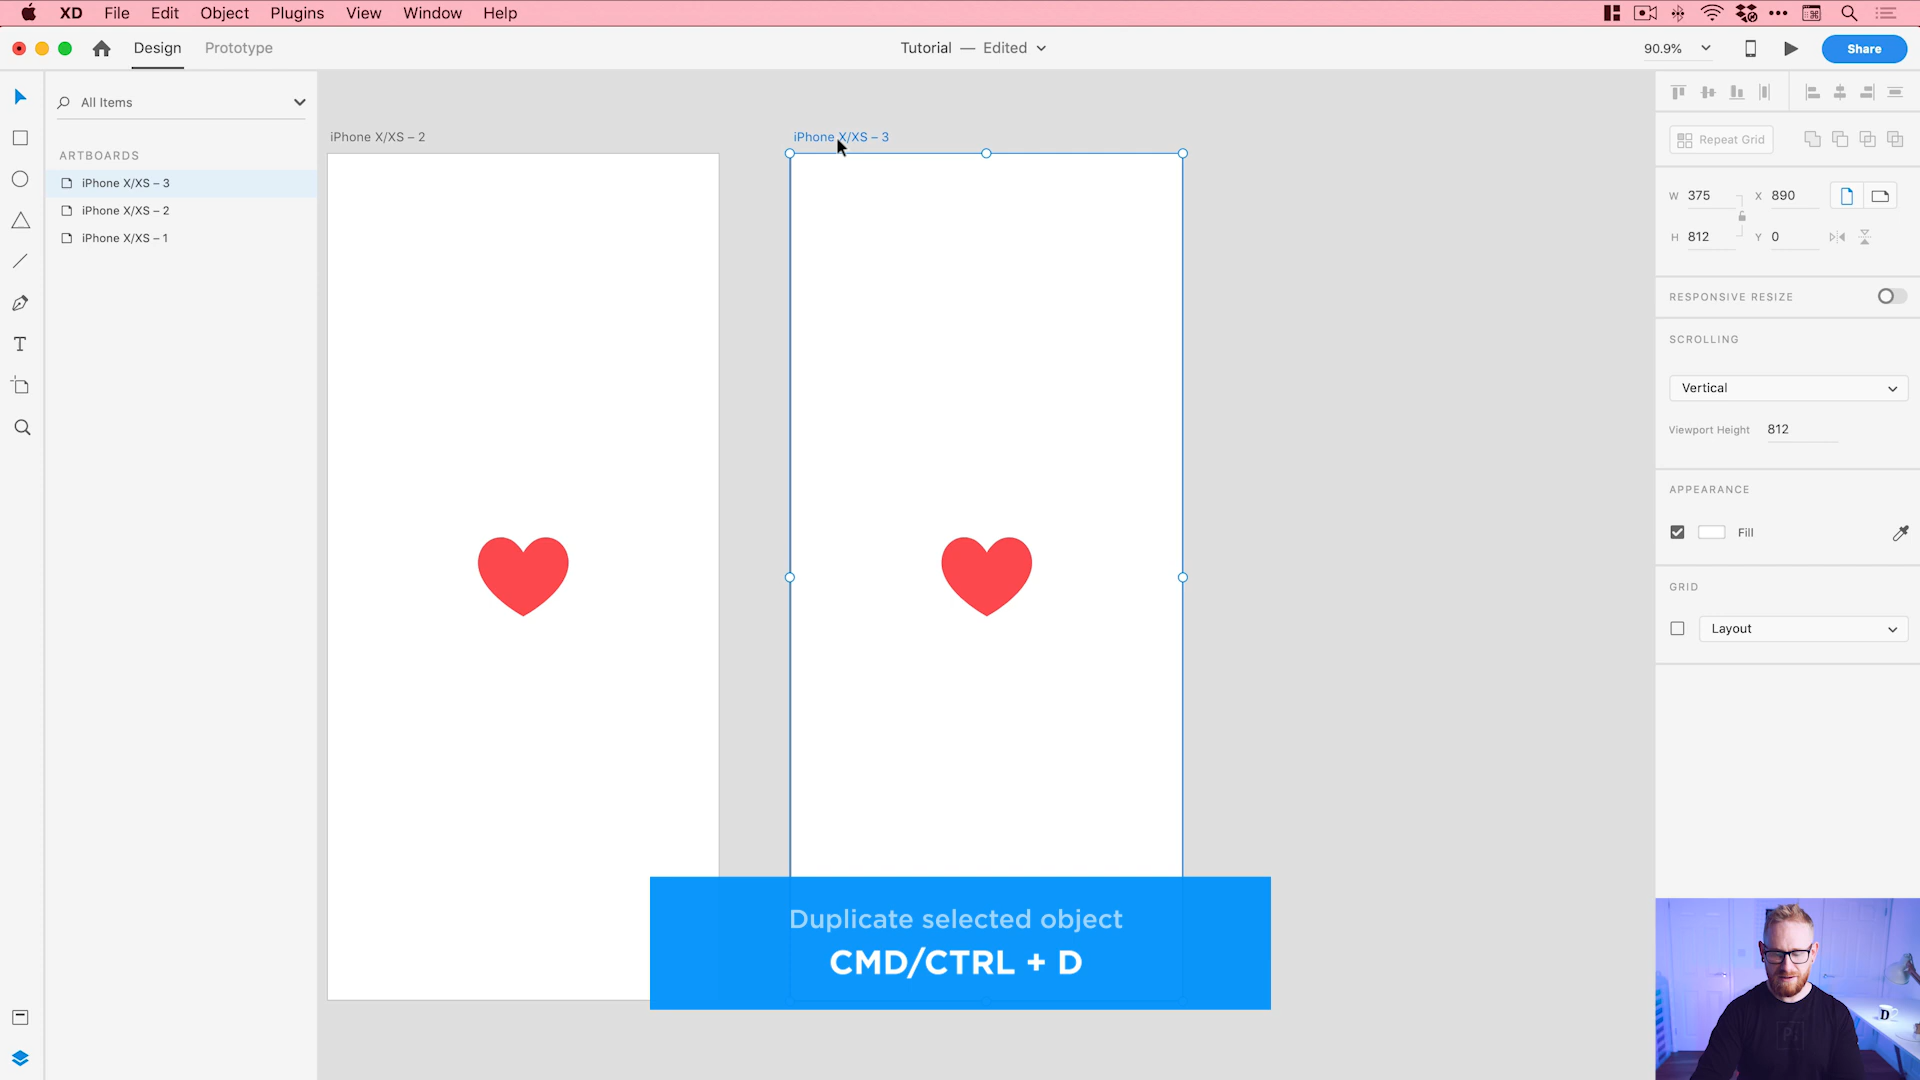 XD File Edit Object Plugins View Window Help
Design Prototype
Tutorial — Edited
90.9%
Share
All Items
ARTBOARDS
iPhone X/XS – 3
iPhone X/XS – 2
iPhone X/XS – 1
iPhone X/XS – 2
iPhone X/XS – 3
Repeat Grid
W 375 X 890
H 812 Y 0
RESPONSIVE RESIZE
SCROLLING
Vertical
Viewport Height 812
APPEARANCE
Fill
GRID
Layout
Duplicate selected object
CMD/CTRL + D
D